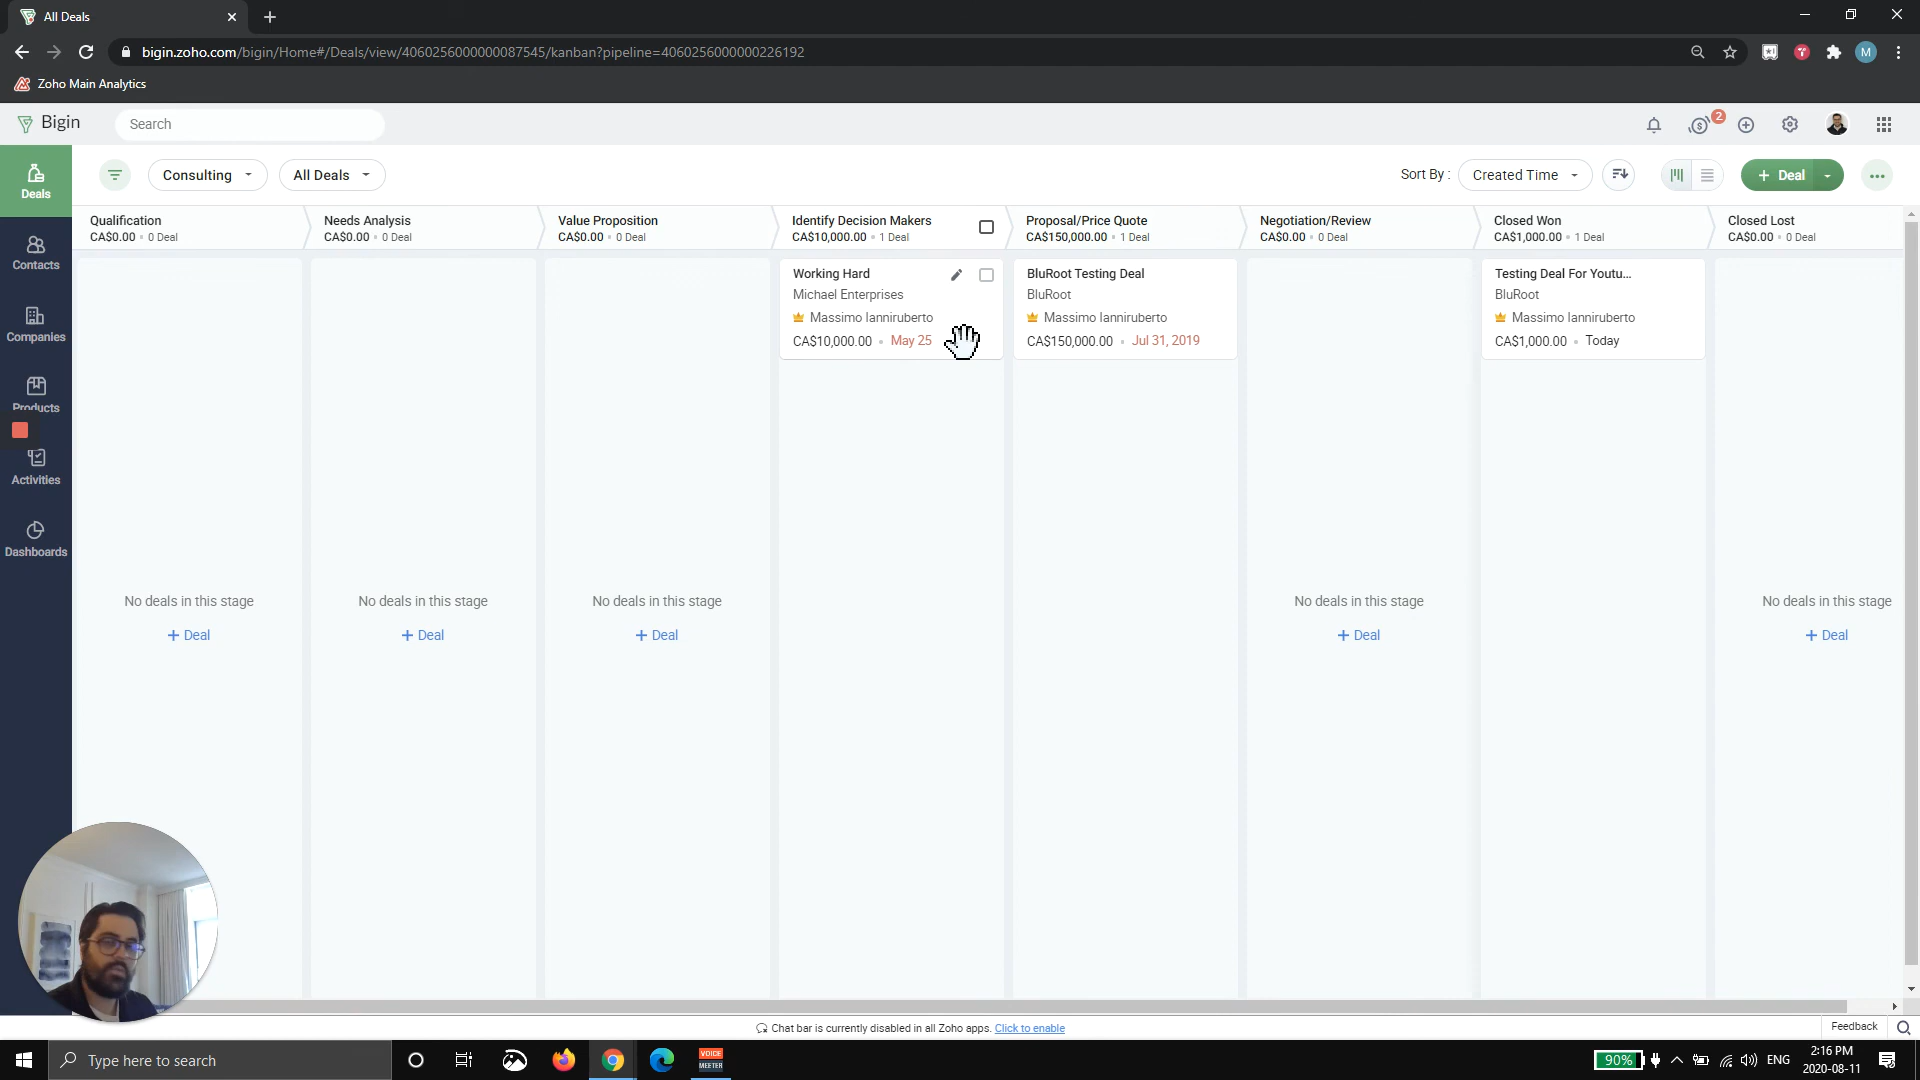 All Deals
bigin.zoho.com/bigin/Home#/Deals/view/4060256000000087545/kanban?pipeline=4060256000000226192
M
Zoho Main Analytics
Bigin
Search
2
Deals
Consulting
All Deals
Sort By :
Created Time
+ Deal
Qualification
CA$0.00 • 0 Deal
Needs Analysis
CA$0.00 • 0 Deal
Value Proposition
CA$0.00 • 0 Deal
Identify Decision Makers
CA$10,000.00 • 1 Deal
Proposal/Price Quote
CA$150,000.00 • 1 Deal
Negotiation/Review
CA$0.00 • 0 Deal
Closed Won
CA$1,000.00 • 1 Deal
Closed Lost
CA$0.00 • 0 Deal
Contacts
Companies
Products
Activities
Dashboards
Working Hard
Michael Enterprises
Massimo Ianniruberto
CA$10,000.00 • May 25
BluRoot Testing Deal
BluRoot
Massimo Ianniruberto
CA$150,000.00 • Jul 31, 2019
Testing Deal For Youtu...
BluRoot
Massimo Ianniruberto
CA$1,000.00 • Today
No deals in this stage
+ Deal
No deals in this stage
+ Deal
No deals in this stage
+ Deal
No deals in this stage
+ Deal
No deals in this stage
+ Deal
Chat bar is currently disabled in all Zoho apps. Click to enable
Feedback
Type here to search
VOICE
MEETER
90%
ENG
2:16 PM
2020-08-11